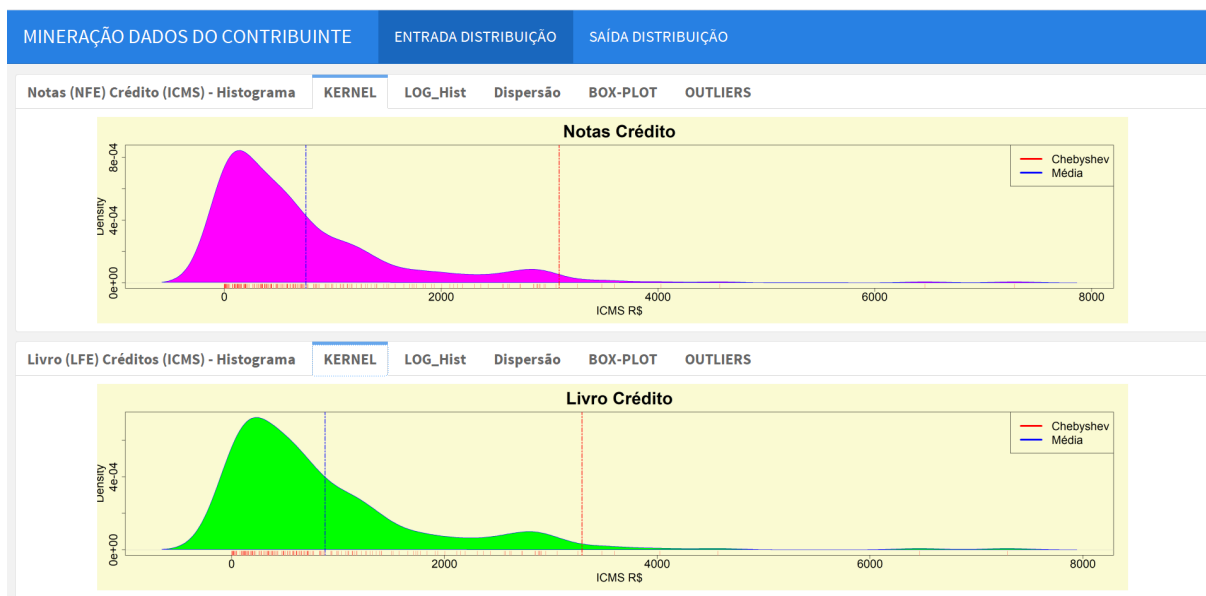 MINERAÇÃO DADOS DO CONTRIBUINTE ENTRADA DISTRIBUIÇÃO SAÍDA DISTRIBUIÇÃO
Notas (NFE) Crédito (ICMS) - Histograma KERNEL LOG_Hist Dispersão BOX-PLOT OUTLIERS
Notas Crédito
Chebyshev
Média
Density
0e+00 4e-04 8e-04
0 2000 4000 6000 8000
ICMS R$
Livro (LFE) Créditos (ICMS) - Histograma KERNEL LOG_Hist Dispersão BOX-PLOT OUTLIERS
Livro Crédito
Chebyshev
Média
Density
0e+00 4e-04
0 2000 4000 6000 8000
ICMS R$